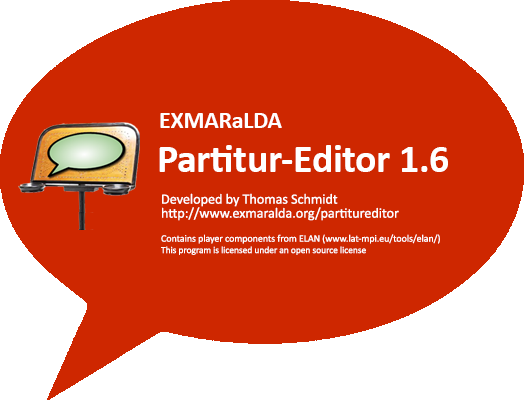 EXMARaLDA
Partitur-Editor 1.6
Developed by Thomas Schmidt
http://www.exmaralda.org/partitureditor
Contains player components from ELAN (www.lat-mpi.eu/tools/elan/)
This program is licensed under an open source license